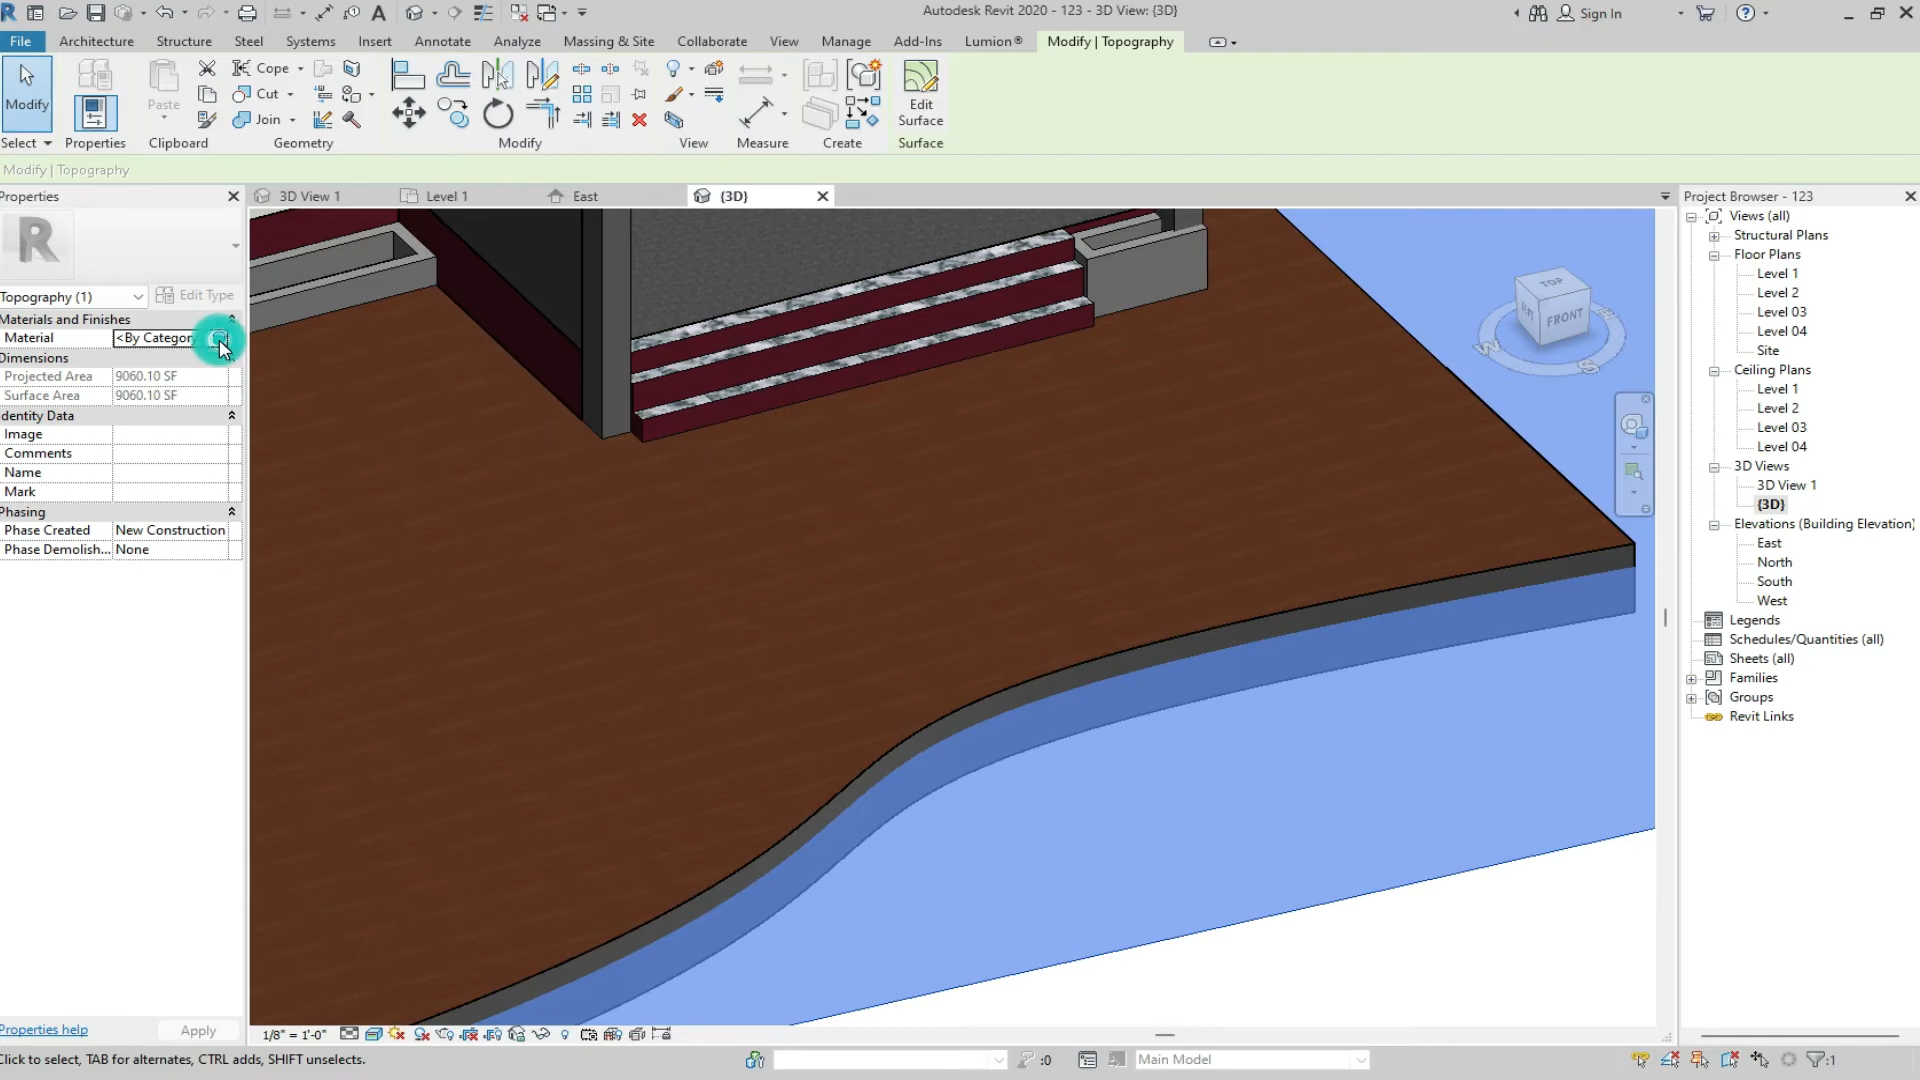 Autodesk Revit 2020 - 123 - 3D View: {3D}
Sign In
File Architecture Structure Steel Systems Insert Annotate Analyze Massing & Site Collaborate View Manage Add-Ins Lumion® Modify | Topography
Modify
Paste
Cope
Cut
Join
Edit
Surface
Select Properties Clipboard Geometry Modify View Measure Create Surface
Modify | Topography
Properties
3D View 1 Level 1 East {3D}
Project Browser - 123
Topography (1) Edit Type
Materials and Finishes
Material <By Categor
Dimensions
Projected Area 9060.10 SF
Surface Area 9060.10 SF
dentity Data
Image
Comments
Name
Mark
Phasing
Phase Created New Construction
Phase Demolish... None
Properties help Apply
TOP
FRONT
W
S
Views (all)
Structural Plans
Floor Plans
Level 1
Level 2
Level 03
Level 04
Site
Ceiling Plans
Level 1
Level 2
Level 03
Level 04
3D Views
3D View 1
{3D}
Elevations (Building Elevation)
East
North
South
West
Legends
Schedules/Quantities (all)
Sheets (all)
Families
Groups
Revit Links
1/8" = 1'-0"
Click to select, TAB for alternates, CTRL adds, SHIFT unselects.
:0
Main Model
:1